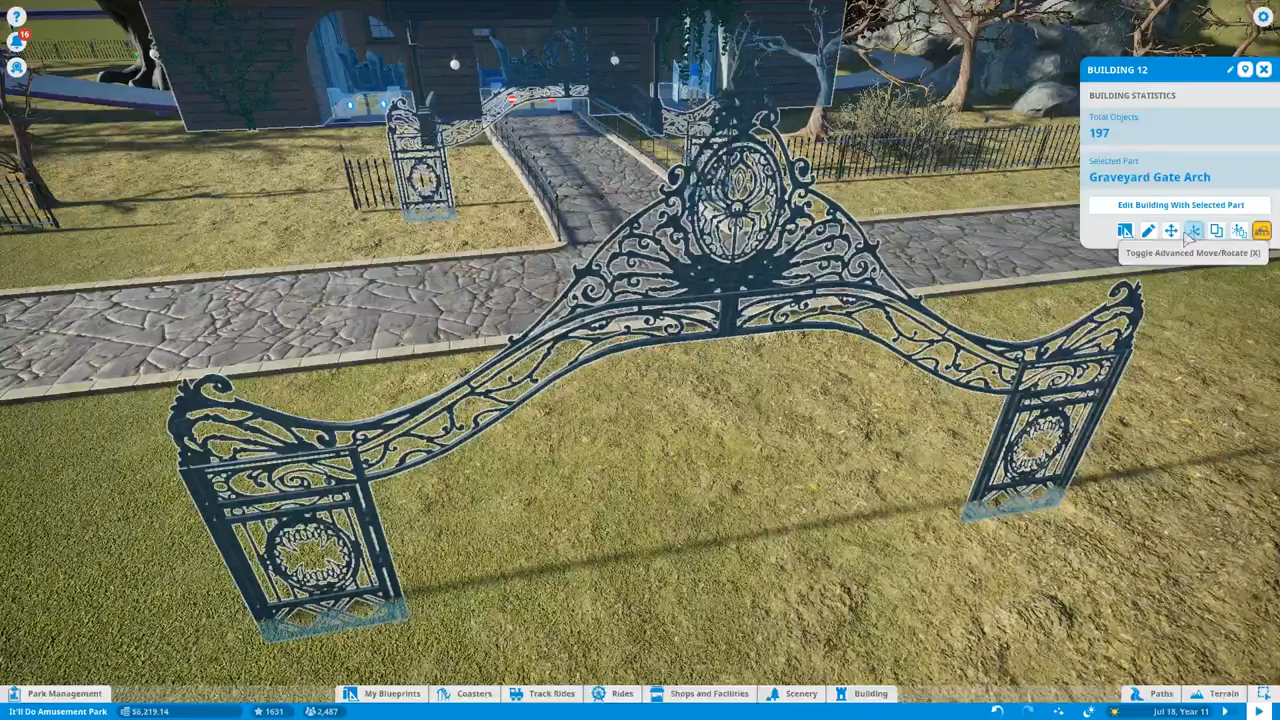 ?
16
BUILDING 12
BUILDING STATISTICS
Total Objects
197
Selected Part
Graveyard Gate Arch
Edit Building With Selected Part
Toggle Advanced Move/Rotate [X]
Park Management
My Blueprints
Coasters
Track Rides
Rides
Shops and Facilities
Scenery
Building
Paths
Terrain
It'll Do Amusement Park
$6,219.14
1631
2,487
Jul 18, Year 11